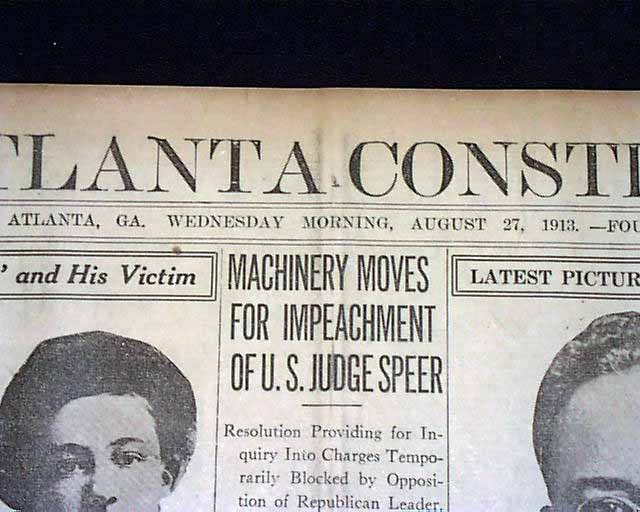 TLANTA CONSTI
ATLANTA, GA. WEDNESDAY MORNING, AUGUST 27, 1913. —FOU
' and His Victim
MACHINERY MOVES
FOR IMPEACHMENT
OF U. S. JUDGE SPEER
Resolution Providing for In-
quiry Into Charges Tempo-
rarily Blocked by Opposi-
tion of Republican Leader.
LATEST PICTUR